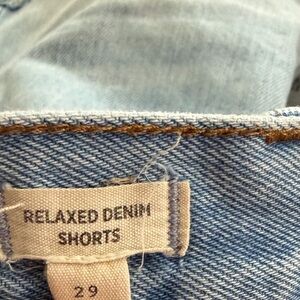 RELAXED DENIM
SHORTS
29